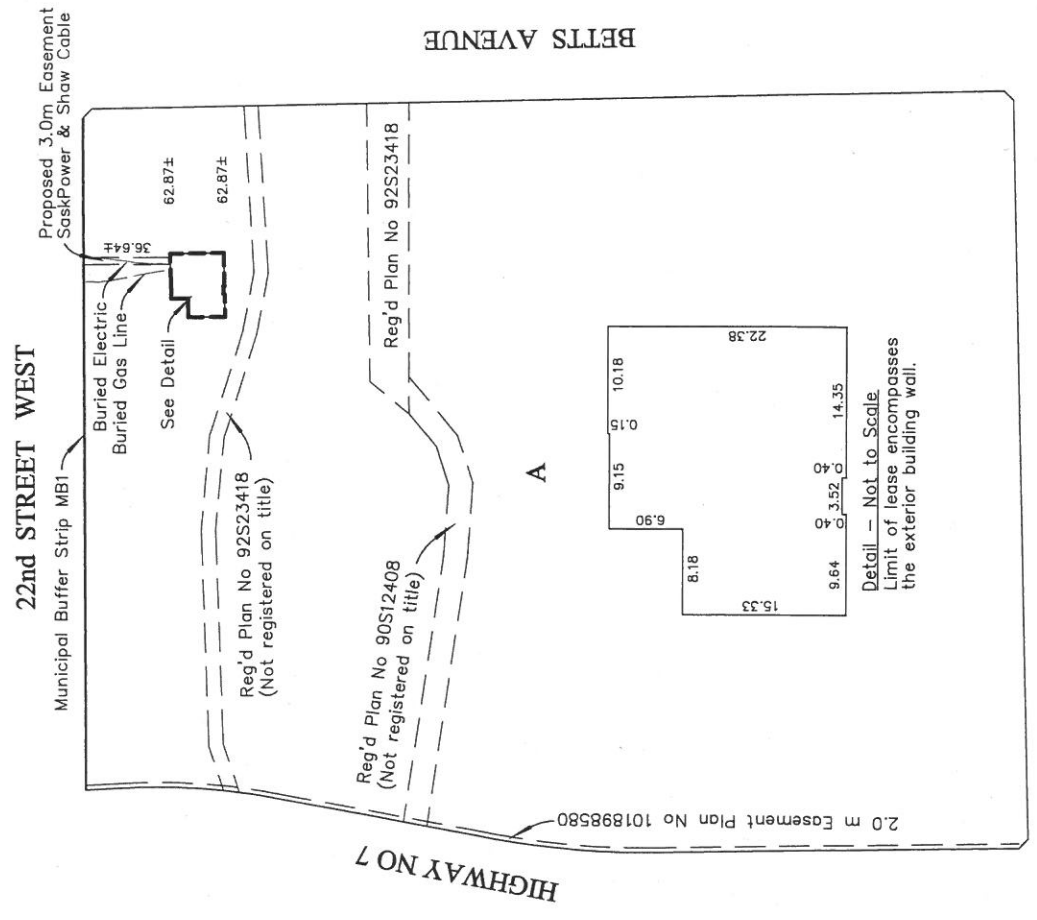 22nd STREET WEST
Municipal Buffer Strip MB1
Proposed 3.0m Easement
SaskPower & Shaw Cable
BETTS AVENUE
Buried Electric
Buried Gas Line
36.64±
62.87±
62.87±
See Detail
Reg'd Plan No 92S23418
(Not registered on title)
Reg'd Plan No 92S23418
Reg'd Plan No 90S12408
(Not registered on title)
A
10.18
0.15
9.15
6.90
8.18
22.38
15.33
9.64
0.40
3.52
0.40
14.35
Detail - Not to Scale
Limit of lease encompasses
the exterior building wall.
2.0 m Easement Plan No 101898580
HIGHWAY NO 7